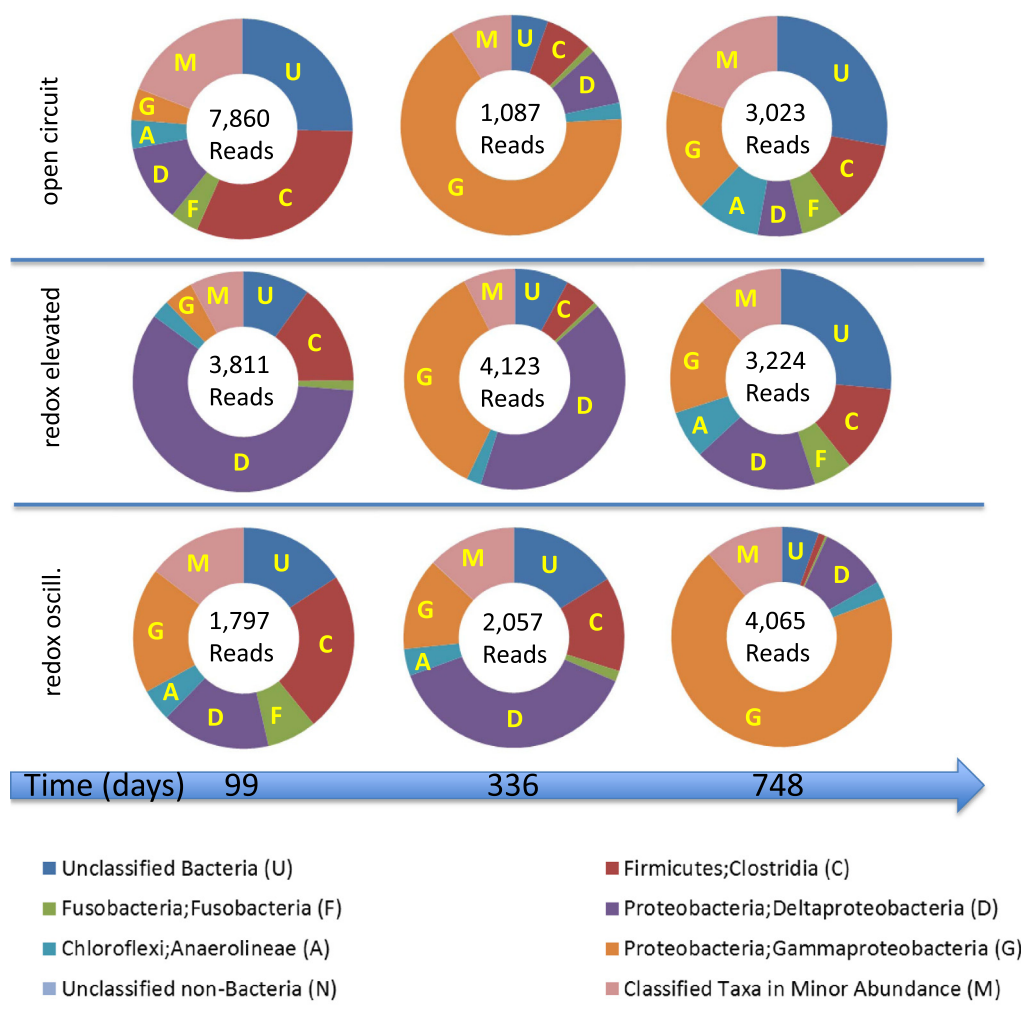 open circuit
M
U
G
A
D
F
C
7,860
Reads
M
U
C
D
G
1,087
Reads
M
U
G
C
A
D
F
3,023
Reads
redox elevated
G
M
U
C
D
3,811
Reads
M
U
C
G
D
4,123
Reads
M
U
G
A
C
D
F
3,224
Reads
redox oscill.
M
U
G
C
A
D
F
1,797
Reads
M
U
G
C
A
D
2,057
Reads
M
U
D
G
4,065
Reads
Time (days) 99 336 748
Unclassified Bacteria (U)
Firmicutes;Clostridia (C)
Fusobacteria;Fusobacteria (F)
Proteobacteria;Deltaproteobacteria (D)
Chloroflexi;Anaerolineae (A)
Proteobacteria;Gammaproteobacteria (G)
Unclassified non-Bacteria (N)
Classified Taxa in Minor Abundance (M)